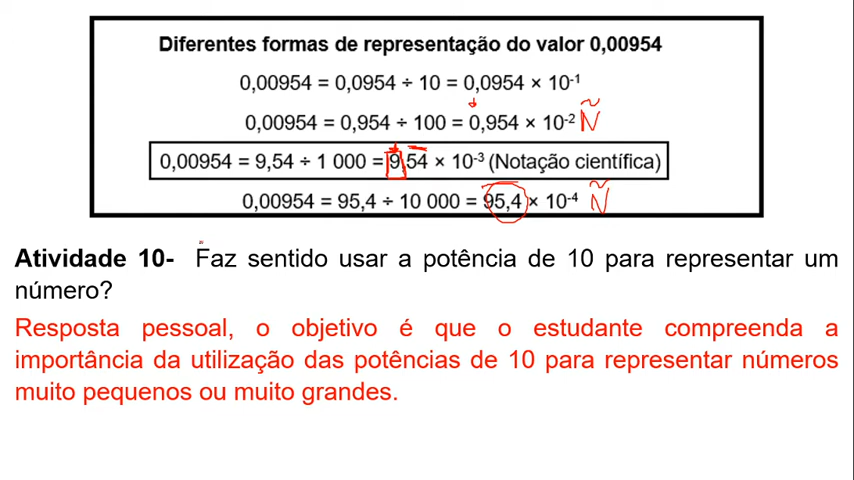 Diferentes formas de representação do valor 0,00954
0,00954 = 0,0954 ÷ 10 = 0,0954 × 10⁻¹
0,00954 = 0,954 ÷ 100 = 0,954 × 10⁻² Ñ
0,00954 = 9,54 ÷ 1 000 = 9,54 × 10⁻³ (Notação científica)
0,00954 = 95,4 ÷ 10 000 = 95,4 × 10⁻⁴ Ñ
Atividade 10- Faz sentido usar a potência de 10 para representar um
número?
Resposta pessoal, o objetivo é que o estudante compreenda a
importância da utilização das potências de 10 para representar números
muito pequenos ou muito grandes.